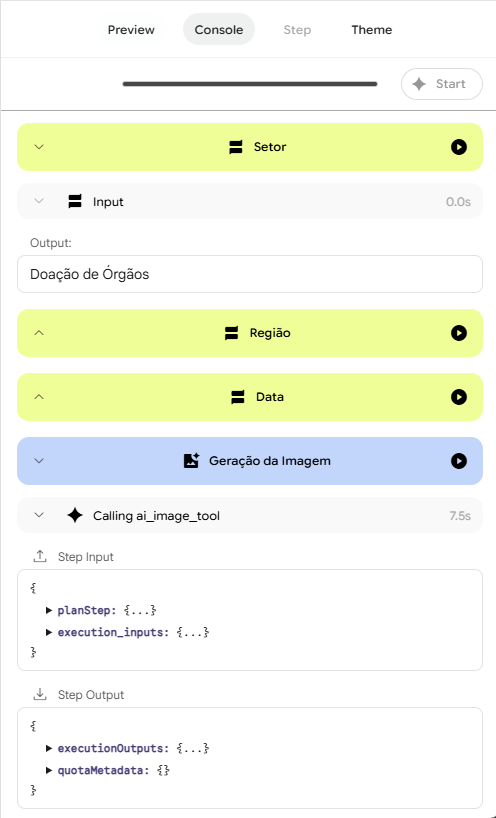 Preview Console Step Theme
Start
Setor
Input 0.0s
Output:
Doação de Órgãos
Região
Data
Geração da Imagem
Calling ai_image_tool 7.5s
Step Input
{
planStep: {...}
execution_inputs: {...}
}
Step Output
{
executionOutputs: {...}
quotaMetadata: {}
}